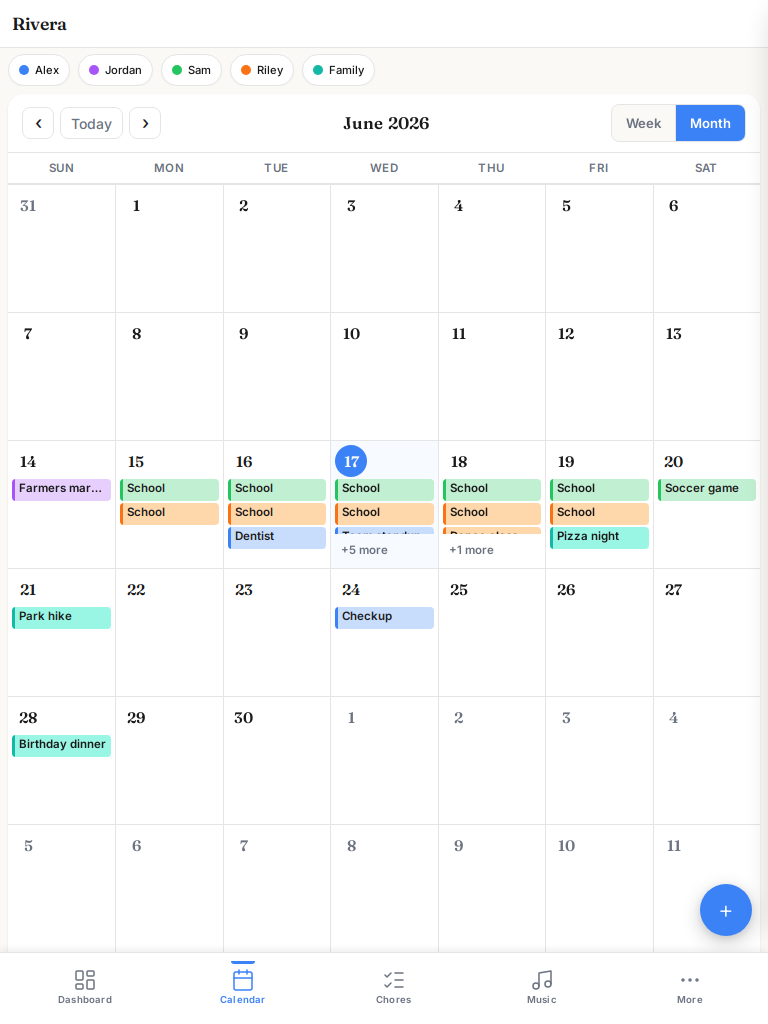 Rivera
Alex Jordan Sam Riley Family
Today June 2026 Week Month
SUN MON TUE WED THU FRI SAT
31 1 2 3 4 5 6
7 8 9 10 11 12 13
14 15 16 17 18 19 20
Farmers mar... School School School School School Soccer game
School School School School School
Dentist Pizza night
+5 more +1 more
21 22 23 24 25 26 27
Park hike Checkup
28 29 30 1 2 3 4
Birthday dinner
5 6 7 8 9 10 11
+
Dashboard Calendar Chores Music More